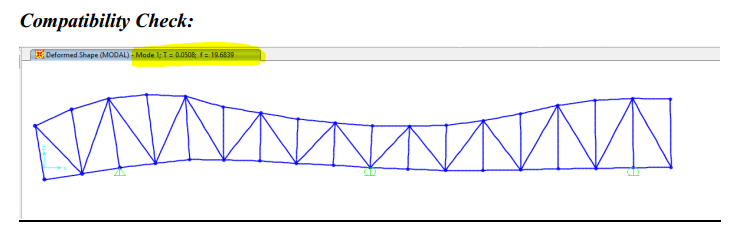 Compatibility Check:
Deformed Shape (MODAL) - Mode 1; T = 0.0508; f = 19.6839
Z